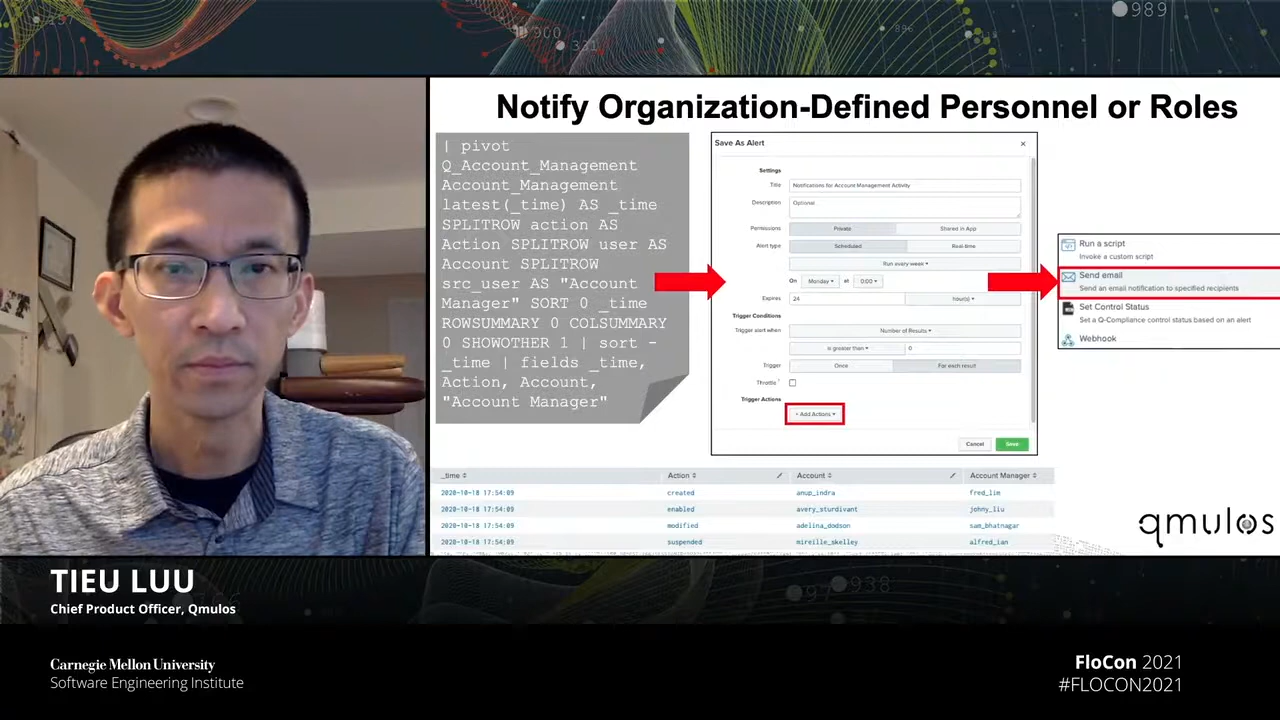 989
900
331
896
Notify Organization-Defined Personnel or Roles
| pivot
Q_Account_Management
Account_Management
latest(_time) AS _time
SPLITROW action AS
Action SPLITROW user AS
Account SPLITROW
src_user AS "Account
Manager" SORT 0 _time
ROWSUMMARY 0 COLSUMMARY
0 SHOWOTHER 1 | sort -
_time | fields _time,
Action, Account,
"Account Manager"
Save As Alert ×
Settings
Title Notifications for Account Management Activity
Description Optional
Permissions Private Shared in App
Alert type Scheduled Real-time
Run every week
On Monday at 0:00
Expires 24 hour(s)
Trigger Conditions
Trigger alert when Number of Results
is greater than 0
Trigger Once For each result
Throttle ?
Trigger Actions
+ Add Actions
Cancel Save
Run a script
Invoke a custom script
Send email
Send an email notification to specified recipients
Set Control Status
Set a Q-Compliance control status based on an alert
Webhook
_time Action Account Account Manager
2020-10-18 17:54:09 created anup_indra fred_lim
2020-10-18 17:54:09 enabled avery_sturdivant johny_liu
2020-10-18 17:54:09 modified adelina_dodson sam_bhatnagar
2020-10-18 17:54:09 suspended mireille_skelley alfred_ian
qmulos
TIEU LUU
Chief Product Officer, Qmulos
938
Carnegie Mellon University
Software Engineering Institute
FloCon 2021
#FLOCON2021